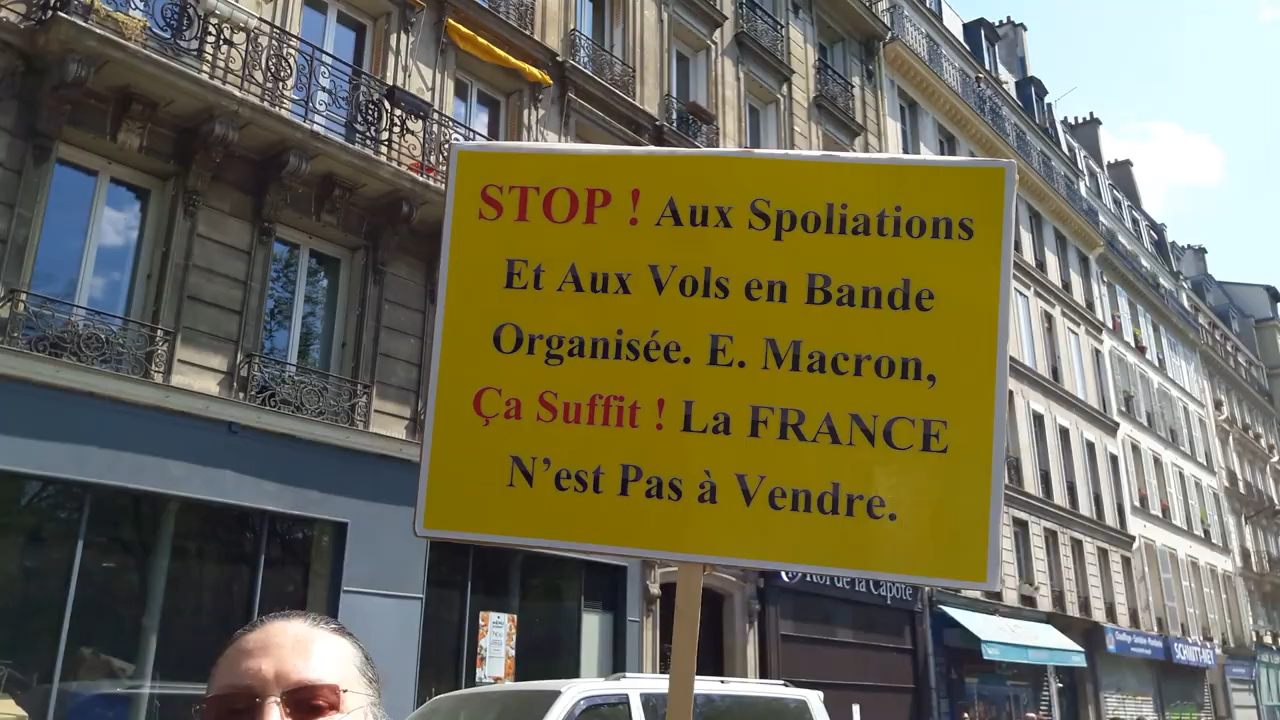 STOP ! Aux Spoliations
Et Aux Vols en Bande
Organisée. E. Macron,
Ça Suffit ! La FRANCE
N’est Pas à Vendre.
Roi de la Capote